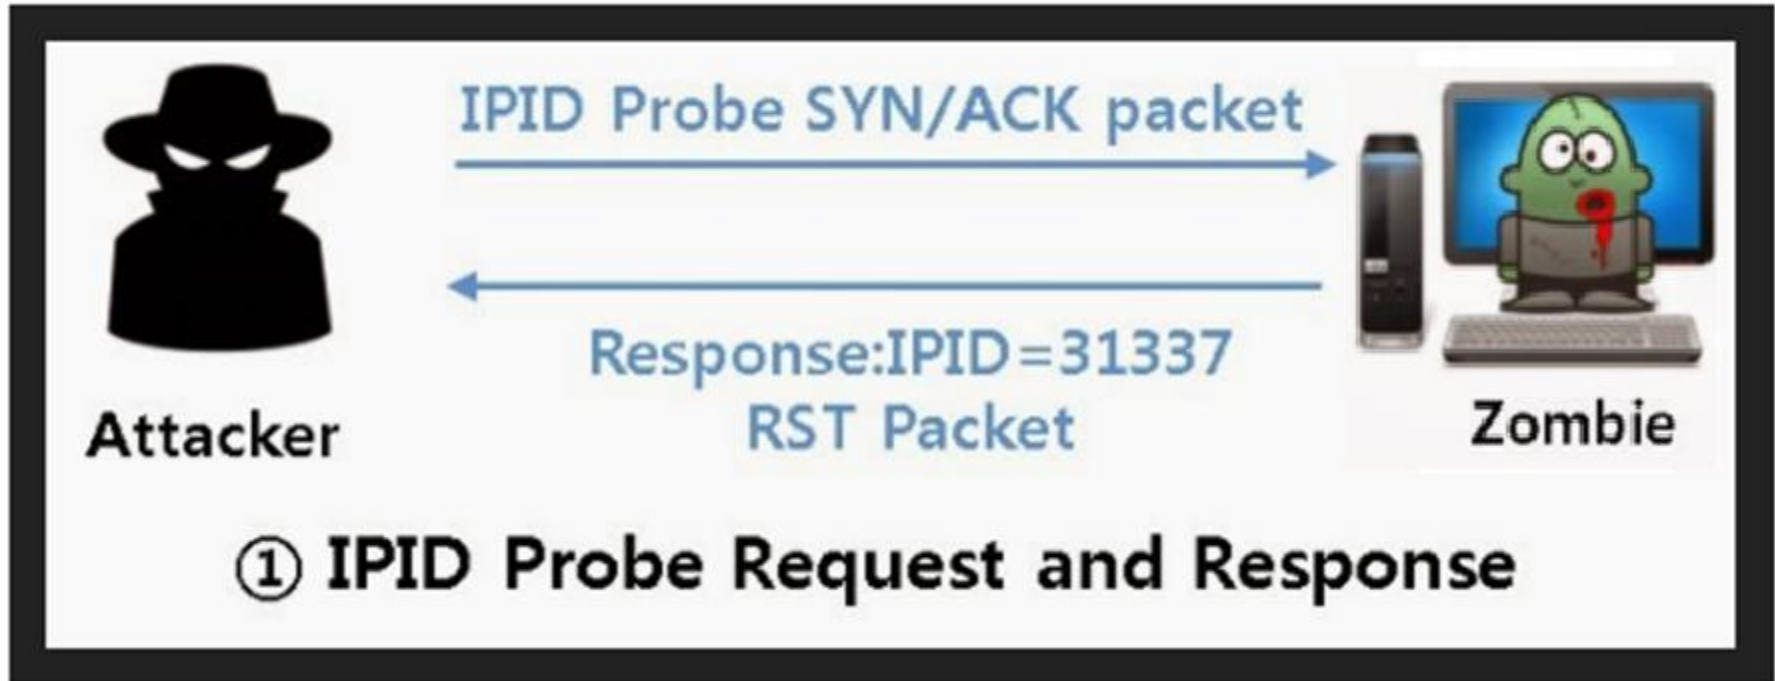 IPID Probe SYN/ACK packet
Response:IPID=31337
RST Packet
Attacker
Zombie
① IPID Probe Request and Response